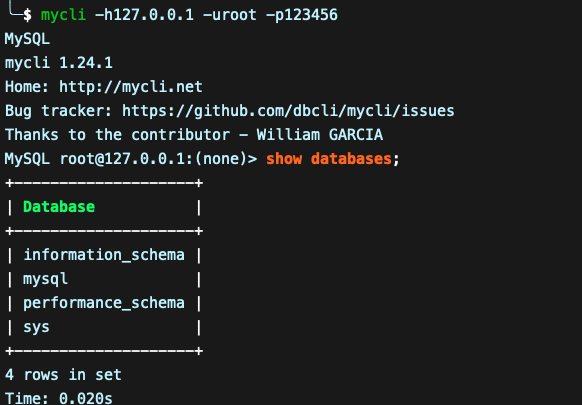 ╰─$ mycli -h127.0.0.1 -uroot -p123456
MySQL
mycli 1.24.1
Home: http://mycli.net
Bug tracker: https://github.com/dbcli/mycli/issues
Thanks to the contributor - William GARCIA
MySQL root@127.0.0.1:(none)> show databases;
+--------------------+
| Database           |
+--------------------+
| information_schema |
| mysql              |
| performance_schema |
| sys                |
+--------------------+
4 rows in set
Time: 0.020s